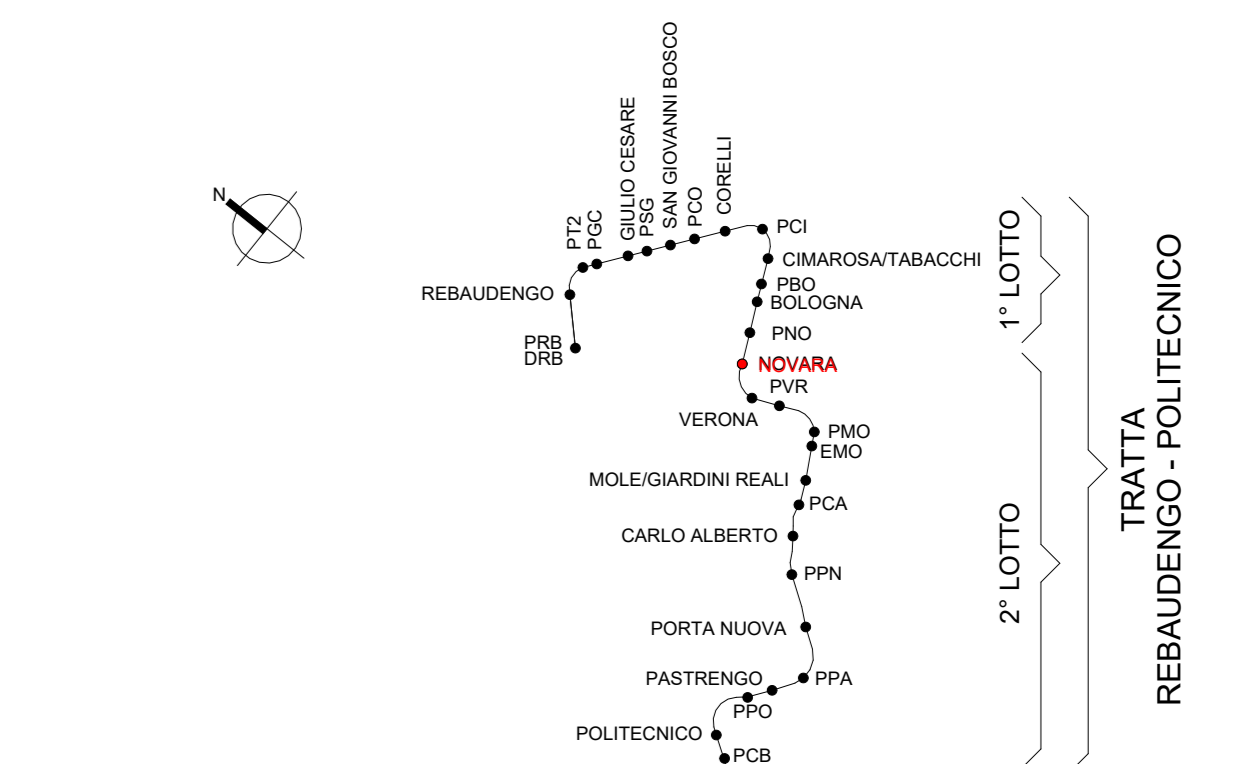 N
PT2
PGC
GIULIO CESARE
PSG
SAN GIOVANNI BOSCO
PCO
CORELLI
PCI
CIMAROSA/TABACCHI
REBAUDENGO
PBO
BOLOGNA
PRB
DRB
PNO
NOVARA
PVR
VERONA
PMO
EMO
MOLE/GIARDINI REALI
PCA
CARLO ALBERTO
PPN
PORTA NUOVA
PASTRENGO
PPA
PPO
POLITECNICO
PCB
1° LOTTO
2° LOTTO
TRATTA
REBAUDENGO - POLITECNICO